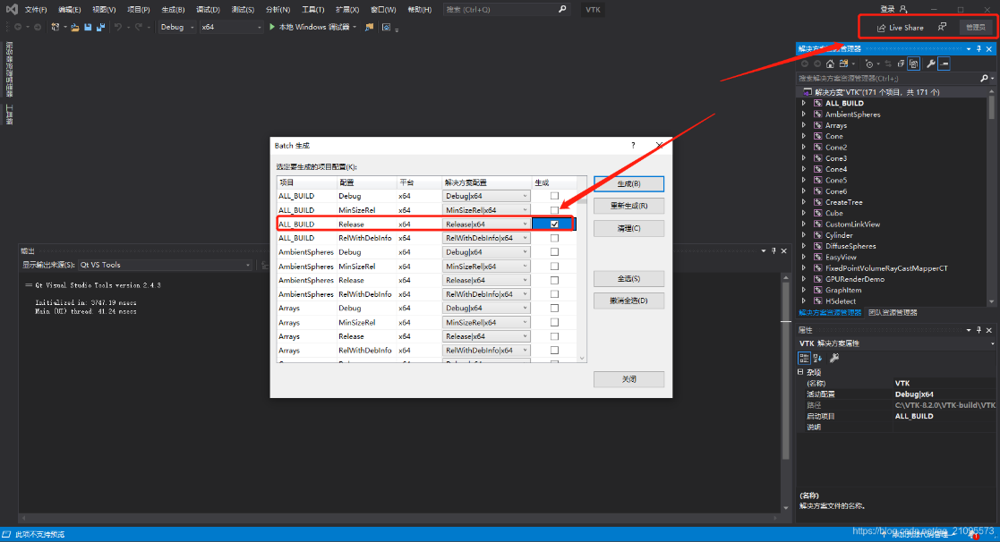 文件(F) 编辑(E) 视图(V) 项目(P) 生成(B) 调试(D) 测试(S) 分析(N) 工具(T) 扩展(X) 窗口(W) 帮助(H) 搜索 (Ctrl+Q) VTK 登录
Debug x64 本地 Windows 调试器 Live Share 管理员
解决方案资源管理器
搜索解决方案资源管理器(Ctrl+;)
解决方案"VTK"(171 个项目，共 171 个)
ALL_BUILD
AmbientSpheres
Arrays
Cone
Cone2
Cone3
Cone4
Cone5
Cone6
CreateTree
Cube
CustomLinkView
Cylinder
DiffuseSpheres
EasyView
FixedPointVolumeRayCastMapperCT
GPURenderDemo
GraphItem
H5detect
解决方案资源管理器 团队资源管理器
Batch 生成
?
选定要生成的项目配置(K):
项目 配置 平台 解决方案配置 生成
ALL_BUILD Debug x64 Debug|x64
ALL_BUILD MinSizeRel x64 MinSizeRel|x64
ALL_BUILD Release x64 Release|x64
ALL_BUILD RelWithDebInfo x64 RelWithDebInfo|x64
AmbientSpheres Debug x64 Debug|x64
AmbientSpheres MinSizeRel x64 MinSizeRel|x64
AmbientSpheres Release x64 Release|x64
AmbientSpheres RelWithDebInfo x64 RelWithDebInfo|x64
Arrays Debug x64 Debug|x64
Arrays MinSizeRel x64 MinSizeRel|x64
Arrays Release x64 Release|x64
Arrays RelWithDebInfo x64 RelWithDebInfo|x64
生成(B)
重新生成(R)
清理(C)
全选(S)
撤消全选(D)
关闭
输出
显示输出来源(S): Qt VS Tools
== Qt Visual Studio Tools version 2.4.3
Initialized in: 3747.19 msecs
Main (UI) thread: 41.24 msecs
属性
VTK 解决方案属性
杂项
(名称) VTK
活动配置 Debug|x64
路径 C:\VTK-8.2.0\VTK-build\VTK
启动项目 ALL_BUILD
说明
(名称)
解决方案文件的名称。
此项不支持预览
添加到源代码管理
https://blog.csdn.net/qq_21095573